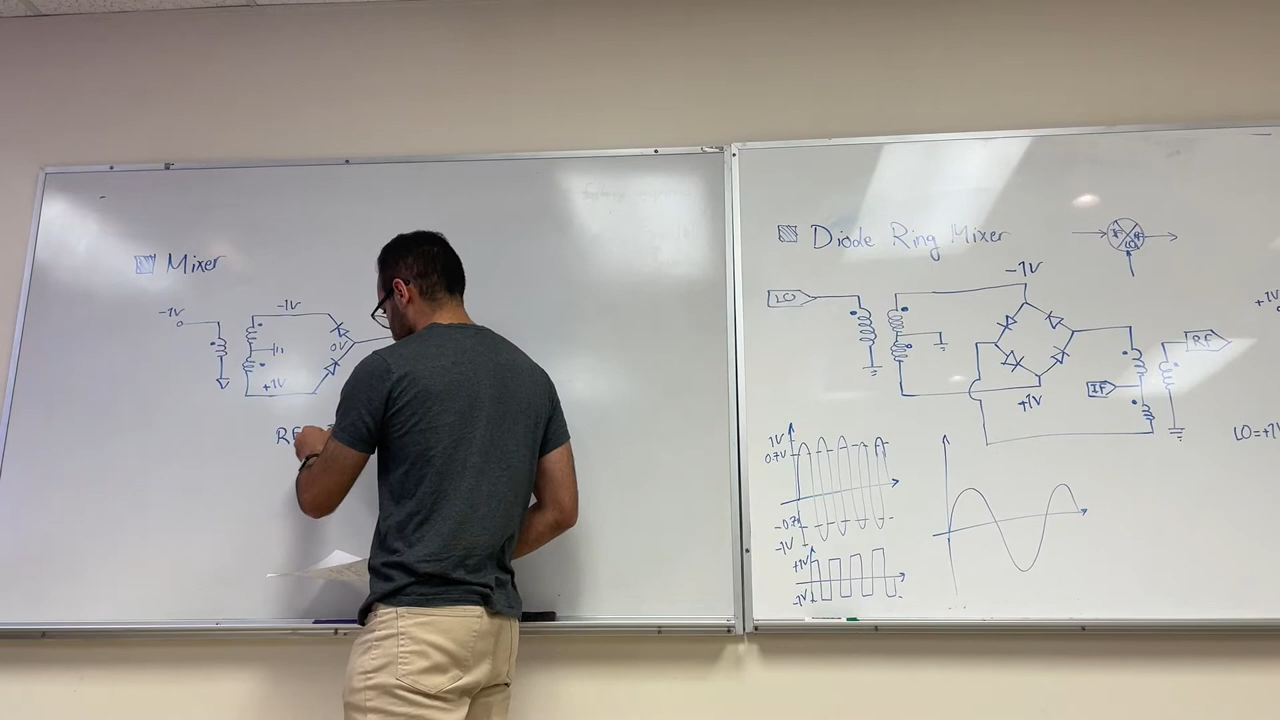 Mixer
-1V
-1V
0V
+1V
RF
Diode Ring Mixer
IF
LO
-1V
LO
RF
IF
+1V
1V
0.7V
-0.7V
-1V
+1V
-1V
+1V
LO=+1V